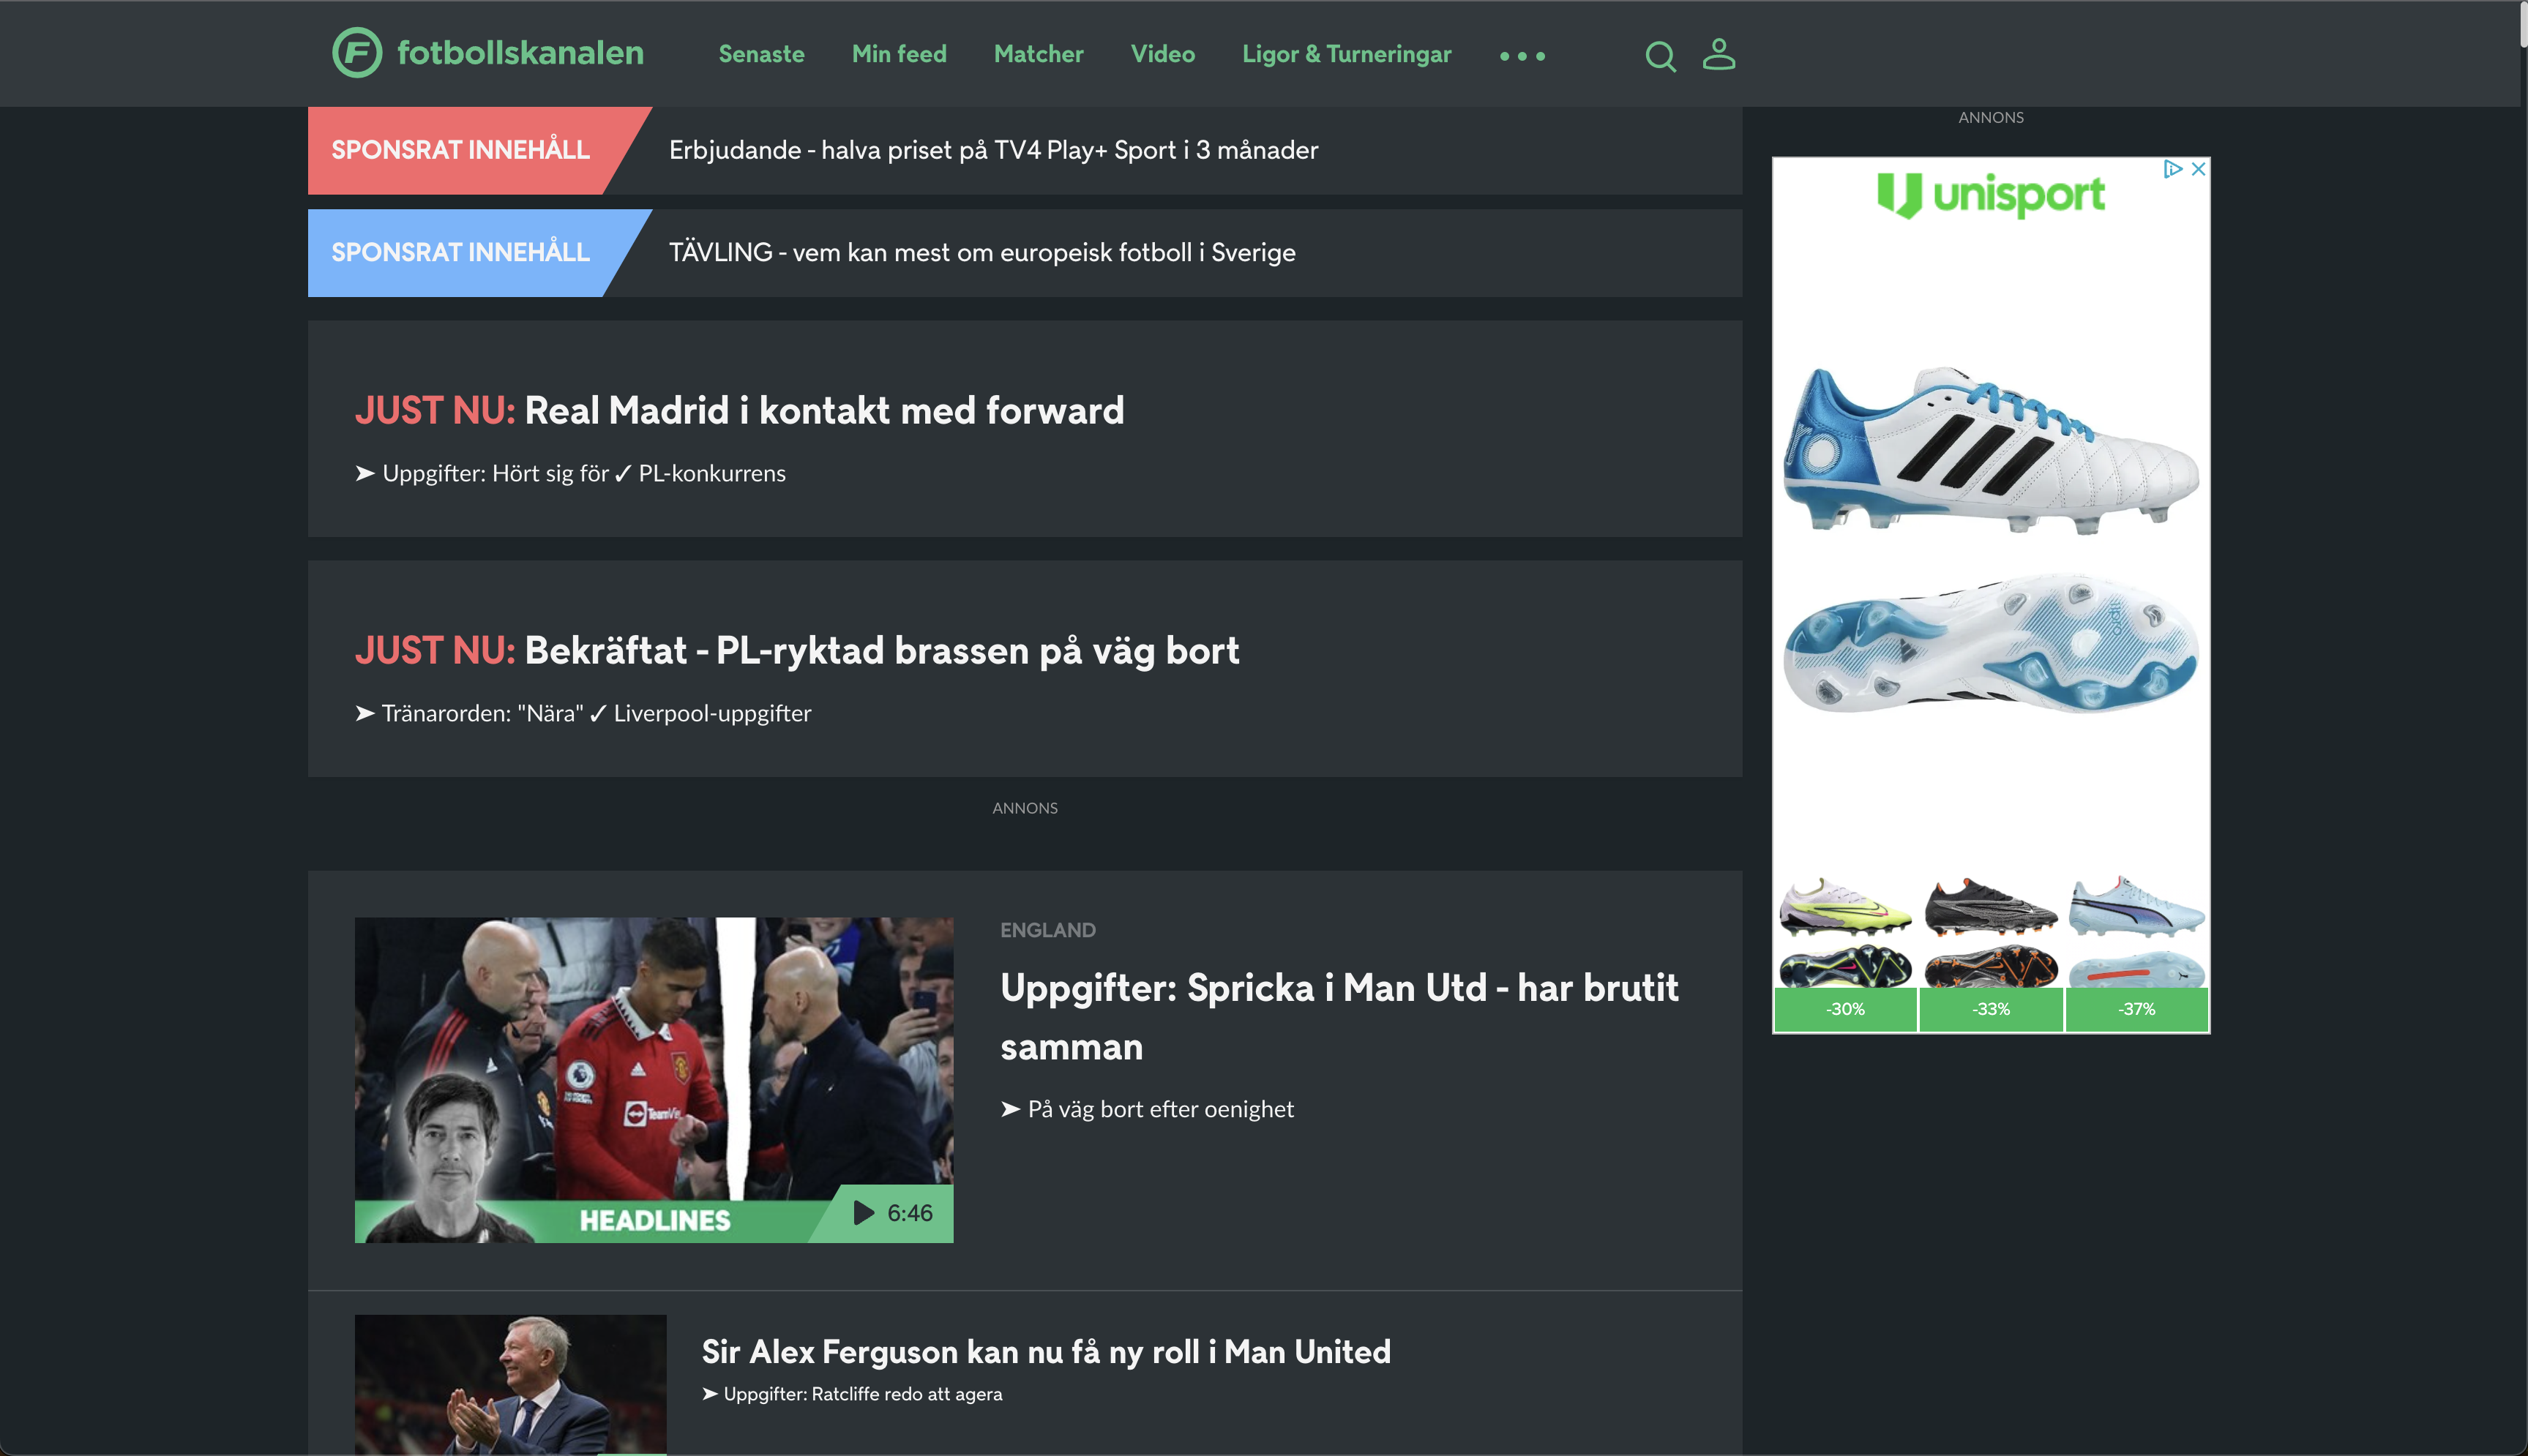 fotbollskanalen
Senaste
Min feed
Matcher
Video
Ligor & Turneringar
SPONSRAT INNEHÅLL
Erbjudande - halva priset på TV4 Play+ Sport i 3 månader
SPONSRAT INNEHÅLL
TÄVLING - vem kan mest om europeisk fotboll i Sverige
JUST NU: Real Madrid i kontakt med forward
➤ Uppgifter: Hört sig för ✓ PL-konkurrens
JUST NU: Bekräftat - PL-ryktad brassen på väg bort
➤ Tränarorden: "Nära" ✓ Liverpool-uppgifter
ANNONS
HEADLINES
6:46
ENGLAND
Uppgifter: Spricka i Man Utd - har brutit
samman
➤ På väg bort efter oenighet
Sir Alex Ferguson kan nu få ny roll i Man United
➤ Uppgifter: Ratcliffe redo att agera
ANNONS
unisport
-30%
-33%
-37%